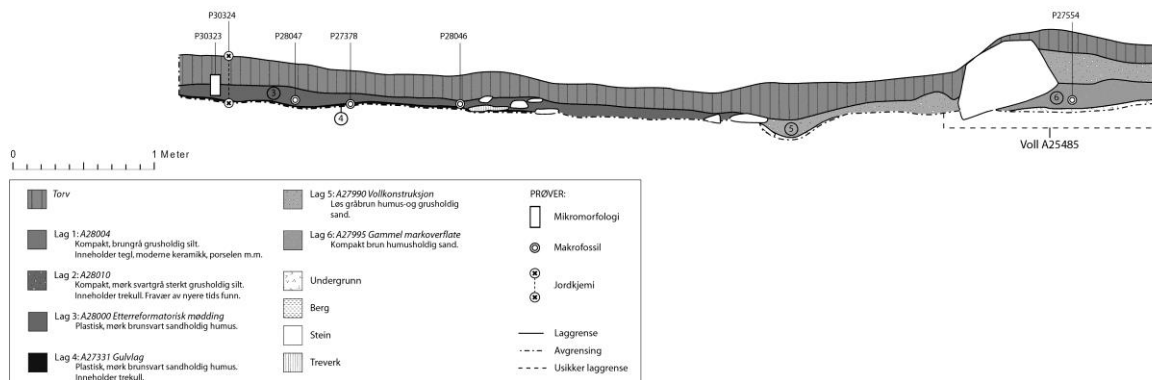 P30324
P30323
P28047
P27378
P28046
P27554
3
4
5
6
Voll A25485
0
1 Meter
Torv
Lag 1: A28004
Kompakt, brungrå grusholdig silt.
Inneholder tegl, moderne keramikk, porselen m.m.
Lag 2: A28010
Kompakt, mørk svartgrå sterkt grusholdig silt.
Inneholder trekull. Fravær av nyere tids funn.
Lag 3: A28000 Etterreformatorisk mødding
Plastisk, mørk brunsvart sandholdig humus.
Lag 4: A27331 Gulvlag
Plastisk, mørk brunsvart sandholdig humus.
Inneholder trekull.
Lag 5: A27990 Vollkonstruksjon
Løs gråbrun humus-og grusholdig
sand.
Lag 6: A27995 Gammel markoverflate
Kompakt brun humusholdig sand.
Undergrunn
Berg
Stein
Treverk
PRØVER:
Mikromorfologi
Makrofossil
Jordkjemi
Laggrense
Avgrensing
Usikker laggrense